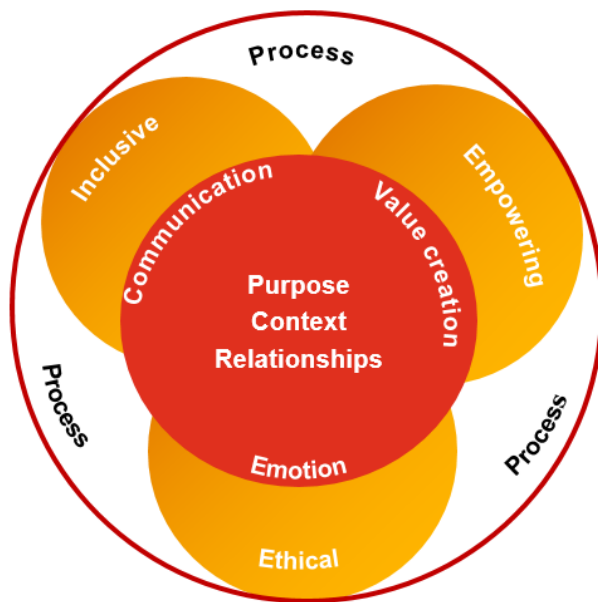 Process
Inclusive
Empowering
Communication
Value creation
Purpose
Context
Relationships
Process
Process
Emotion
Ethical